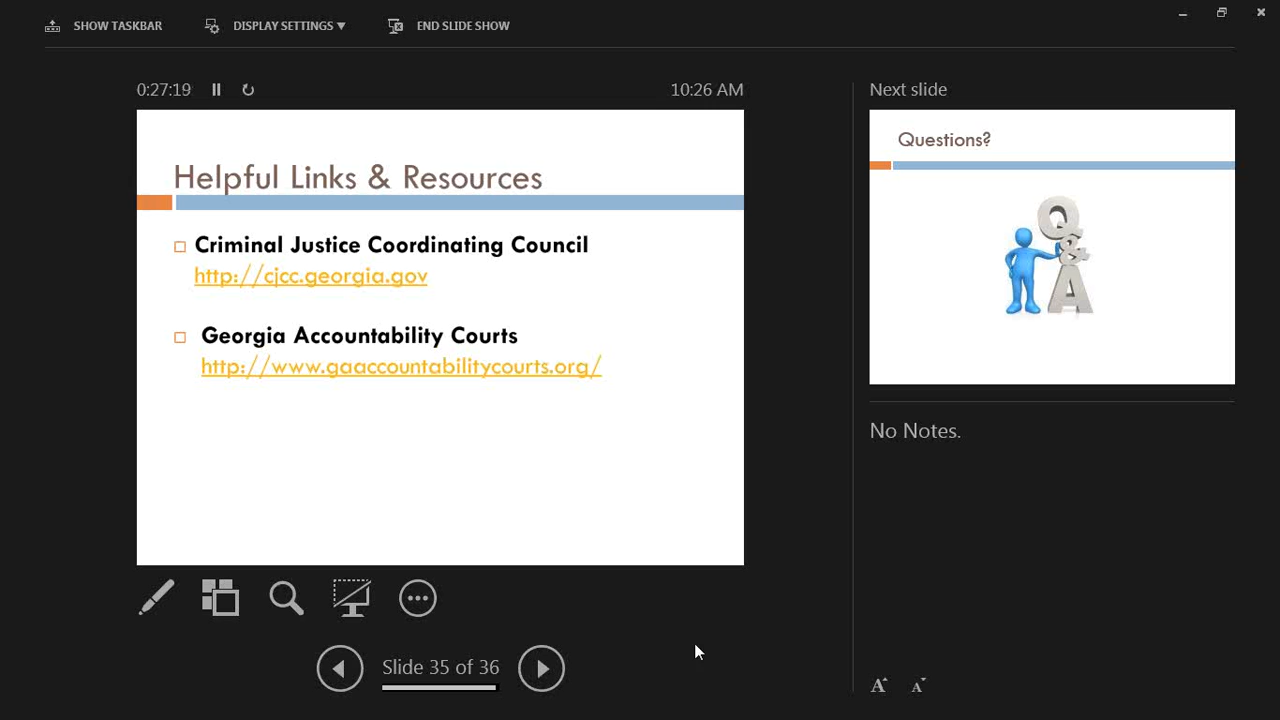 SHOW TASKBAR
DISPLAY SETTINGS ▼
END SLIDE SHOW
0:27:19
10:26 AM
Helpful Links & Resources
Criminal Justice Coordinating Council
http://cjcc.georgia.gov
Georgia Accountability Courts
http://www.gaaccountabilitycourts.org/
Slide 35 of 36
Next slide
Questions?
Q
&
A
No Notes.
A
A